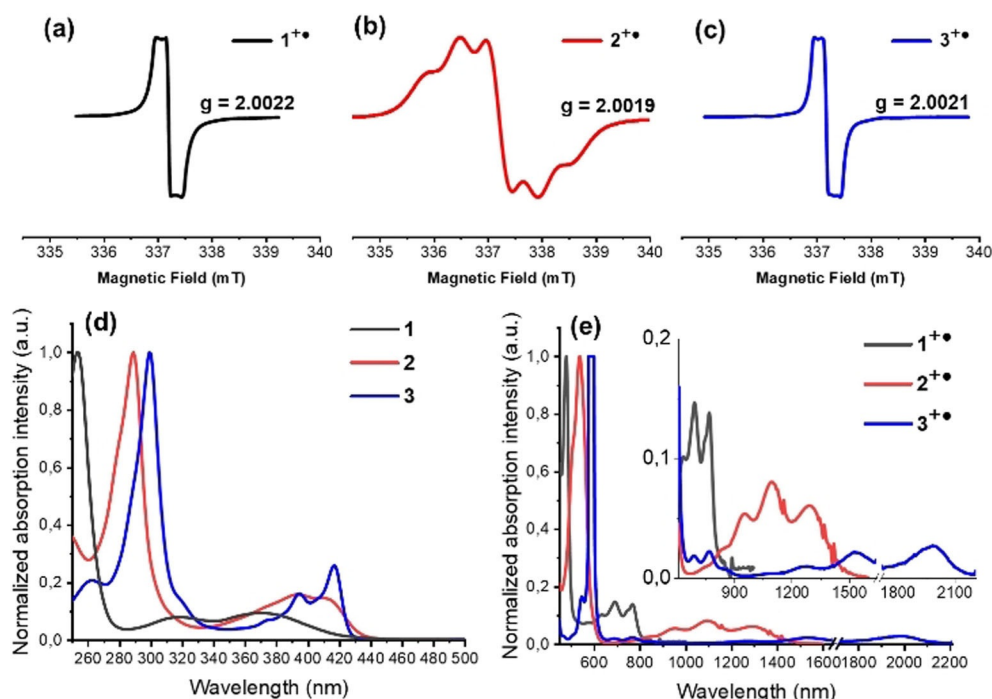 (a)
1+•
g = 2.0022
335 336 337 338 339 340
Magnetic Field (mT)
(b)
2+•
g = 2.0019
335 336 337 338 339 340
Magnetic Field (mT)
(c)
3+•
g = 2.0021
335 336 337 338 339 340
Magnetic Field (mT)
(d)
1
2
3
Normalized absorption intensity (a.u.)
1,0
0,8
0,6
0,4
0,2
0,0
260 280 300 320 340 360 380 400 420 440 460 480 500
Wavelength (nm)
(e)
1+•
2+•
3+•
Normalized absorption intensity (a.u.)
1,0
0,8
0,6
0,4
0,2
0,0
600 800 1000 1200 1400 1600 1800 2000 2200
Wavelength (nm)
0,2
0,1
0,0
900 1200 1500 1800 2100